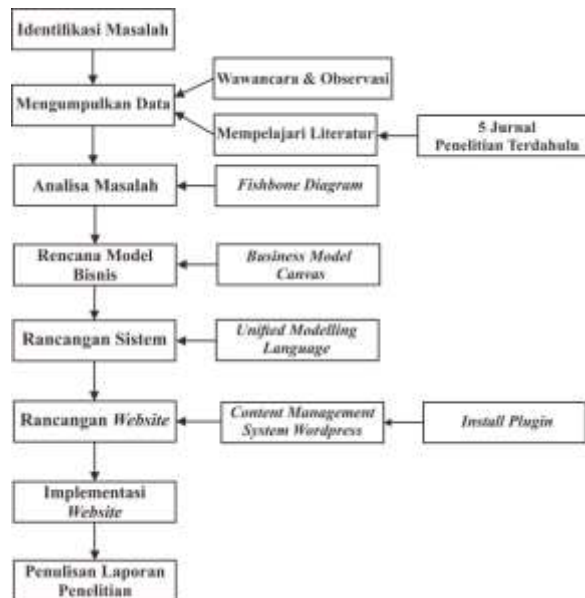 Identifikasi Masalah
Wawancara & Observasi
Mengumpulkan Data
Mempelajari Literatur
5 Jurnal
Penelitian Terdahulu
Analisa Masalah
Fishbone Diagram
Rencana Model
Bisnis
Business Model
Canvas
Rancangan Sistem
Unified Modelling
Language
Rancangan Website
Content Management
System Wordpress
Install Plugin
Implementasi
Website
Penulisan Laporan
Penelitian